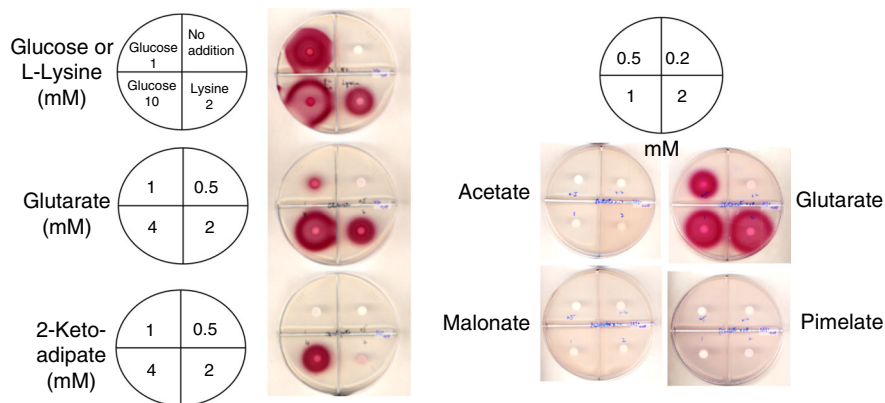 Glucose or
L-Lysine
(mM)
Glucose
1
No
addition
Glucose
10
Lysine
2
Glutarate
(mM)
1
0.5
4
2
2-Keto-
adipate
(mM)
1
0.5
4
2
0.5
0.2
1
2
mM
Acetate
Glutarate
Malonate
Pimelate